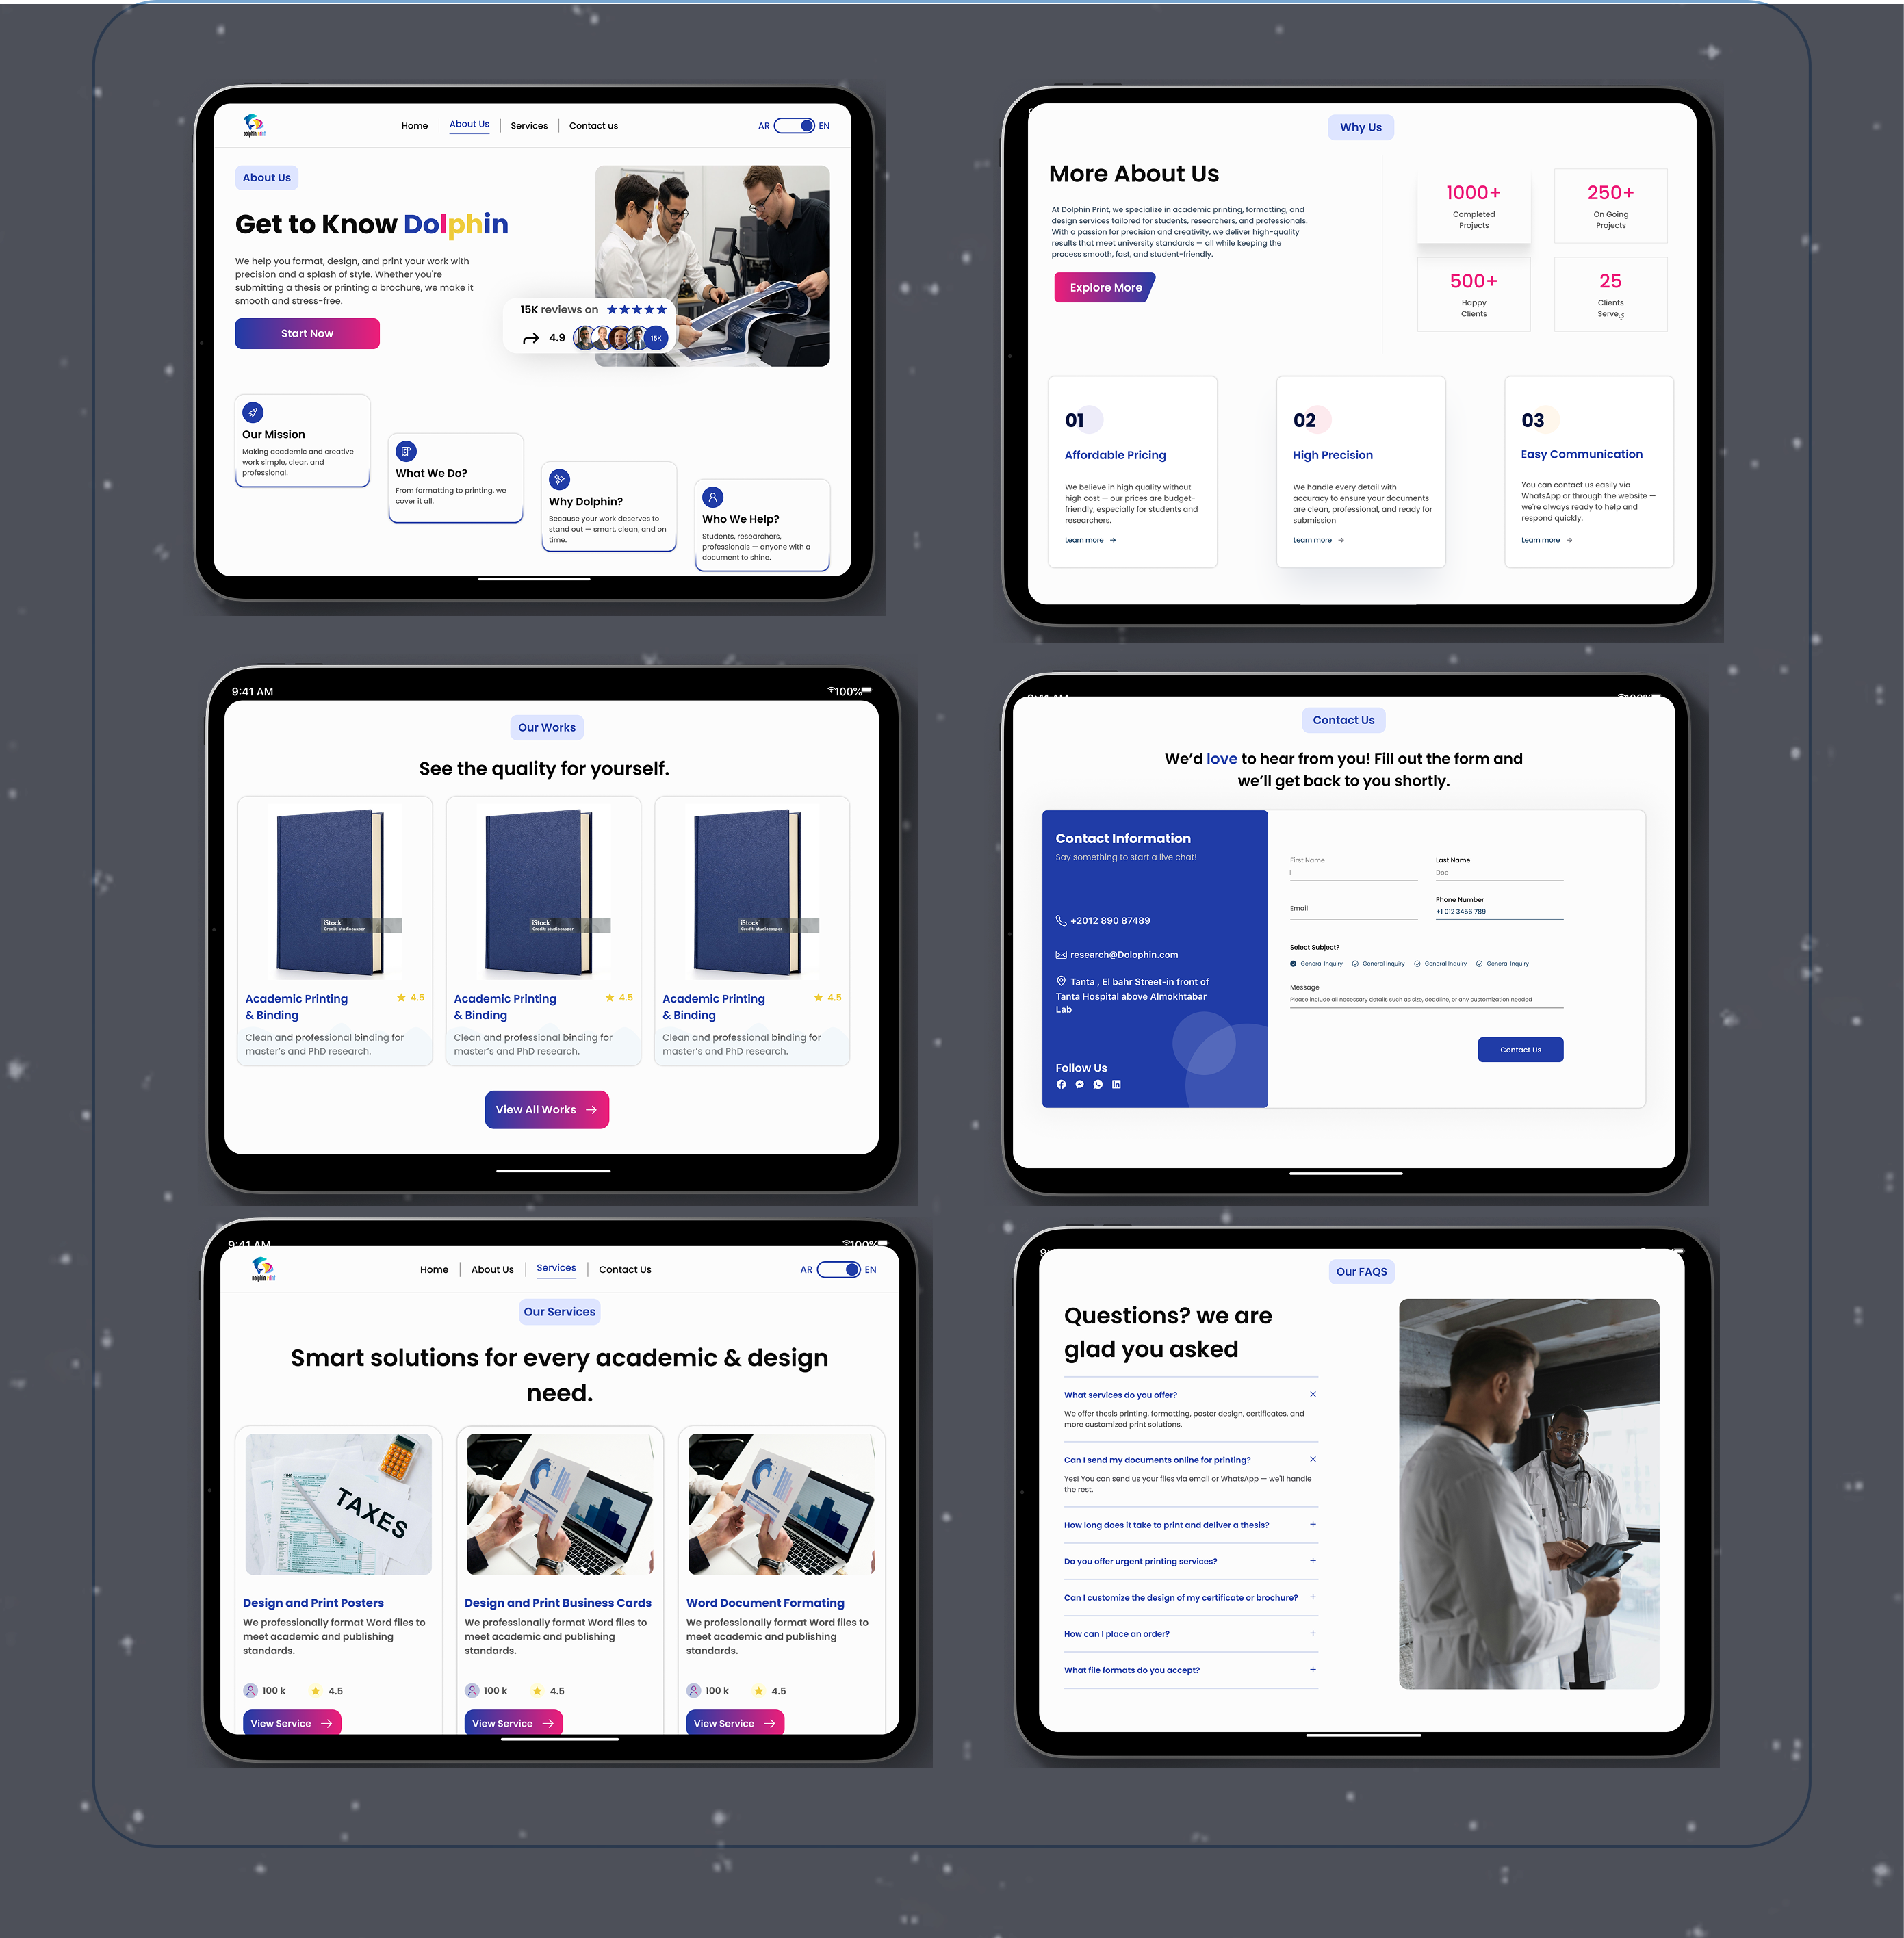 dolphin print
Home
About Us
Services
Contact us
AR
EN
About Us
Get to Know Dolphin
We help you format, design, and print your work with
precision and a splash of style. Whether you're
submitting a thesis or printing a brochure, we make it
smooth and stress-free.
Start Now
15K reviews on
4.9
15K
Our Mission
Making academic and creative
work simple, clear, and
professional.
What We Do?
From formatting to printing, we
cover it all.
Why Dolphin?
Because your work deserves to
stand out — smart, clean, and on
time.
Who We Help?
Students, researchers,
professionals — anyone with a
document to shine.
Why Us
More About Us
At Dolphin Print, we specialize in academic printing, formatting, and
design services tailored for students, researchers, and professionals.
With a passion for precision and creativity, we deliver high-quality
results that meet university standards — all while keeping the
process smooth, fast, and student-friendly.
Explore More
1000+
Completed
Projects
250+
On Going
Projects
500+
Happy
Clients
25
Clients
Serveي
01
Affordable Pricing
We believe in high quality without
high cost — our prices are budget-
friendly, especially for students and
researchers.
Learn more
02
High Precision
We handle every detail with
accuracy to ensure your documents
are clean, professional, and ready for
submission
Learn more
03
Easy Communication
You can contact us easily via
WhatsApp or through the website —
we're always ready to help and
respond quickly.
Learn more
9:41 AM
100%
Our Works
See the quality for yourself.
iStock
Credit: studiocasper
Academic Printing
& Binding
4.5
Clean and professional binding for
master's and PhD research.
iStock
Credit: studiocasper
Academic Printing
& Binding
4.5
Clean and professional binding for
master's and PhD research.
iStock
Credit: studiocasper
Academic Printing
& Binding
4.5
Clean and professional binding for
master's and PhD research.
View All Works
9:41 AM
100%
Contact Us
We'd love to hear from you! Fill out the form and
we'll get back to you shortly.
Contact Information
Say something to start a live chat!
+2012 890 87489
research@Dolophin.com
Tanta , El bahr Street-in front of
Tanta Hospital above Almokhtabar
Lab
Follow Us
First Name
Last Name
Doe
Email
Phone Number
+1 012 3456 789
Select Subject?
General Inquiry
General Inquiry
General Inquiry
General Inquiry
Message
Please include all necessary details such as size, deadline, or any customization needed
Contact Us
9:41 AM
100%
dolphin print
Home
About Us
Services
Contact Us
AR
EN
Our Services
Smart solutions for every academic & design
need.
TAXES
Design and Print Posters
We professionally format Word files to
meet academic and publishing
standards.
100 k
4.5
View Service
Design and Print Business Cards
We professionally format Word files to
meet academic and publishing
standards.
100 k
4.5
View Service
Word Document Formating
We professionally format Word files to
meet academic and publishing
standards.
100 k
4.5
View Service
Our FAQS
Questions? we are
glad you asked
What services do you offer?
We offer thesis printing, formatting, poster design, certificates, and
more customized print solutions.
Can I send my documents online for printing?
Yes! You can send us your files via email or WhatsApp — we'll handle
the rest.
How long does it take to print and deliver a thesis?
Do you offer urgent printing services?
Can I customize the design of my certificate or brochure?
How can I place an order?
What file formats do you accept?